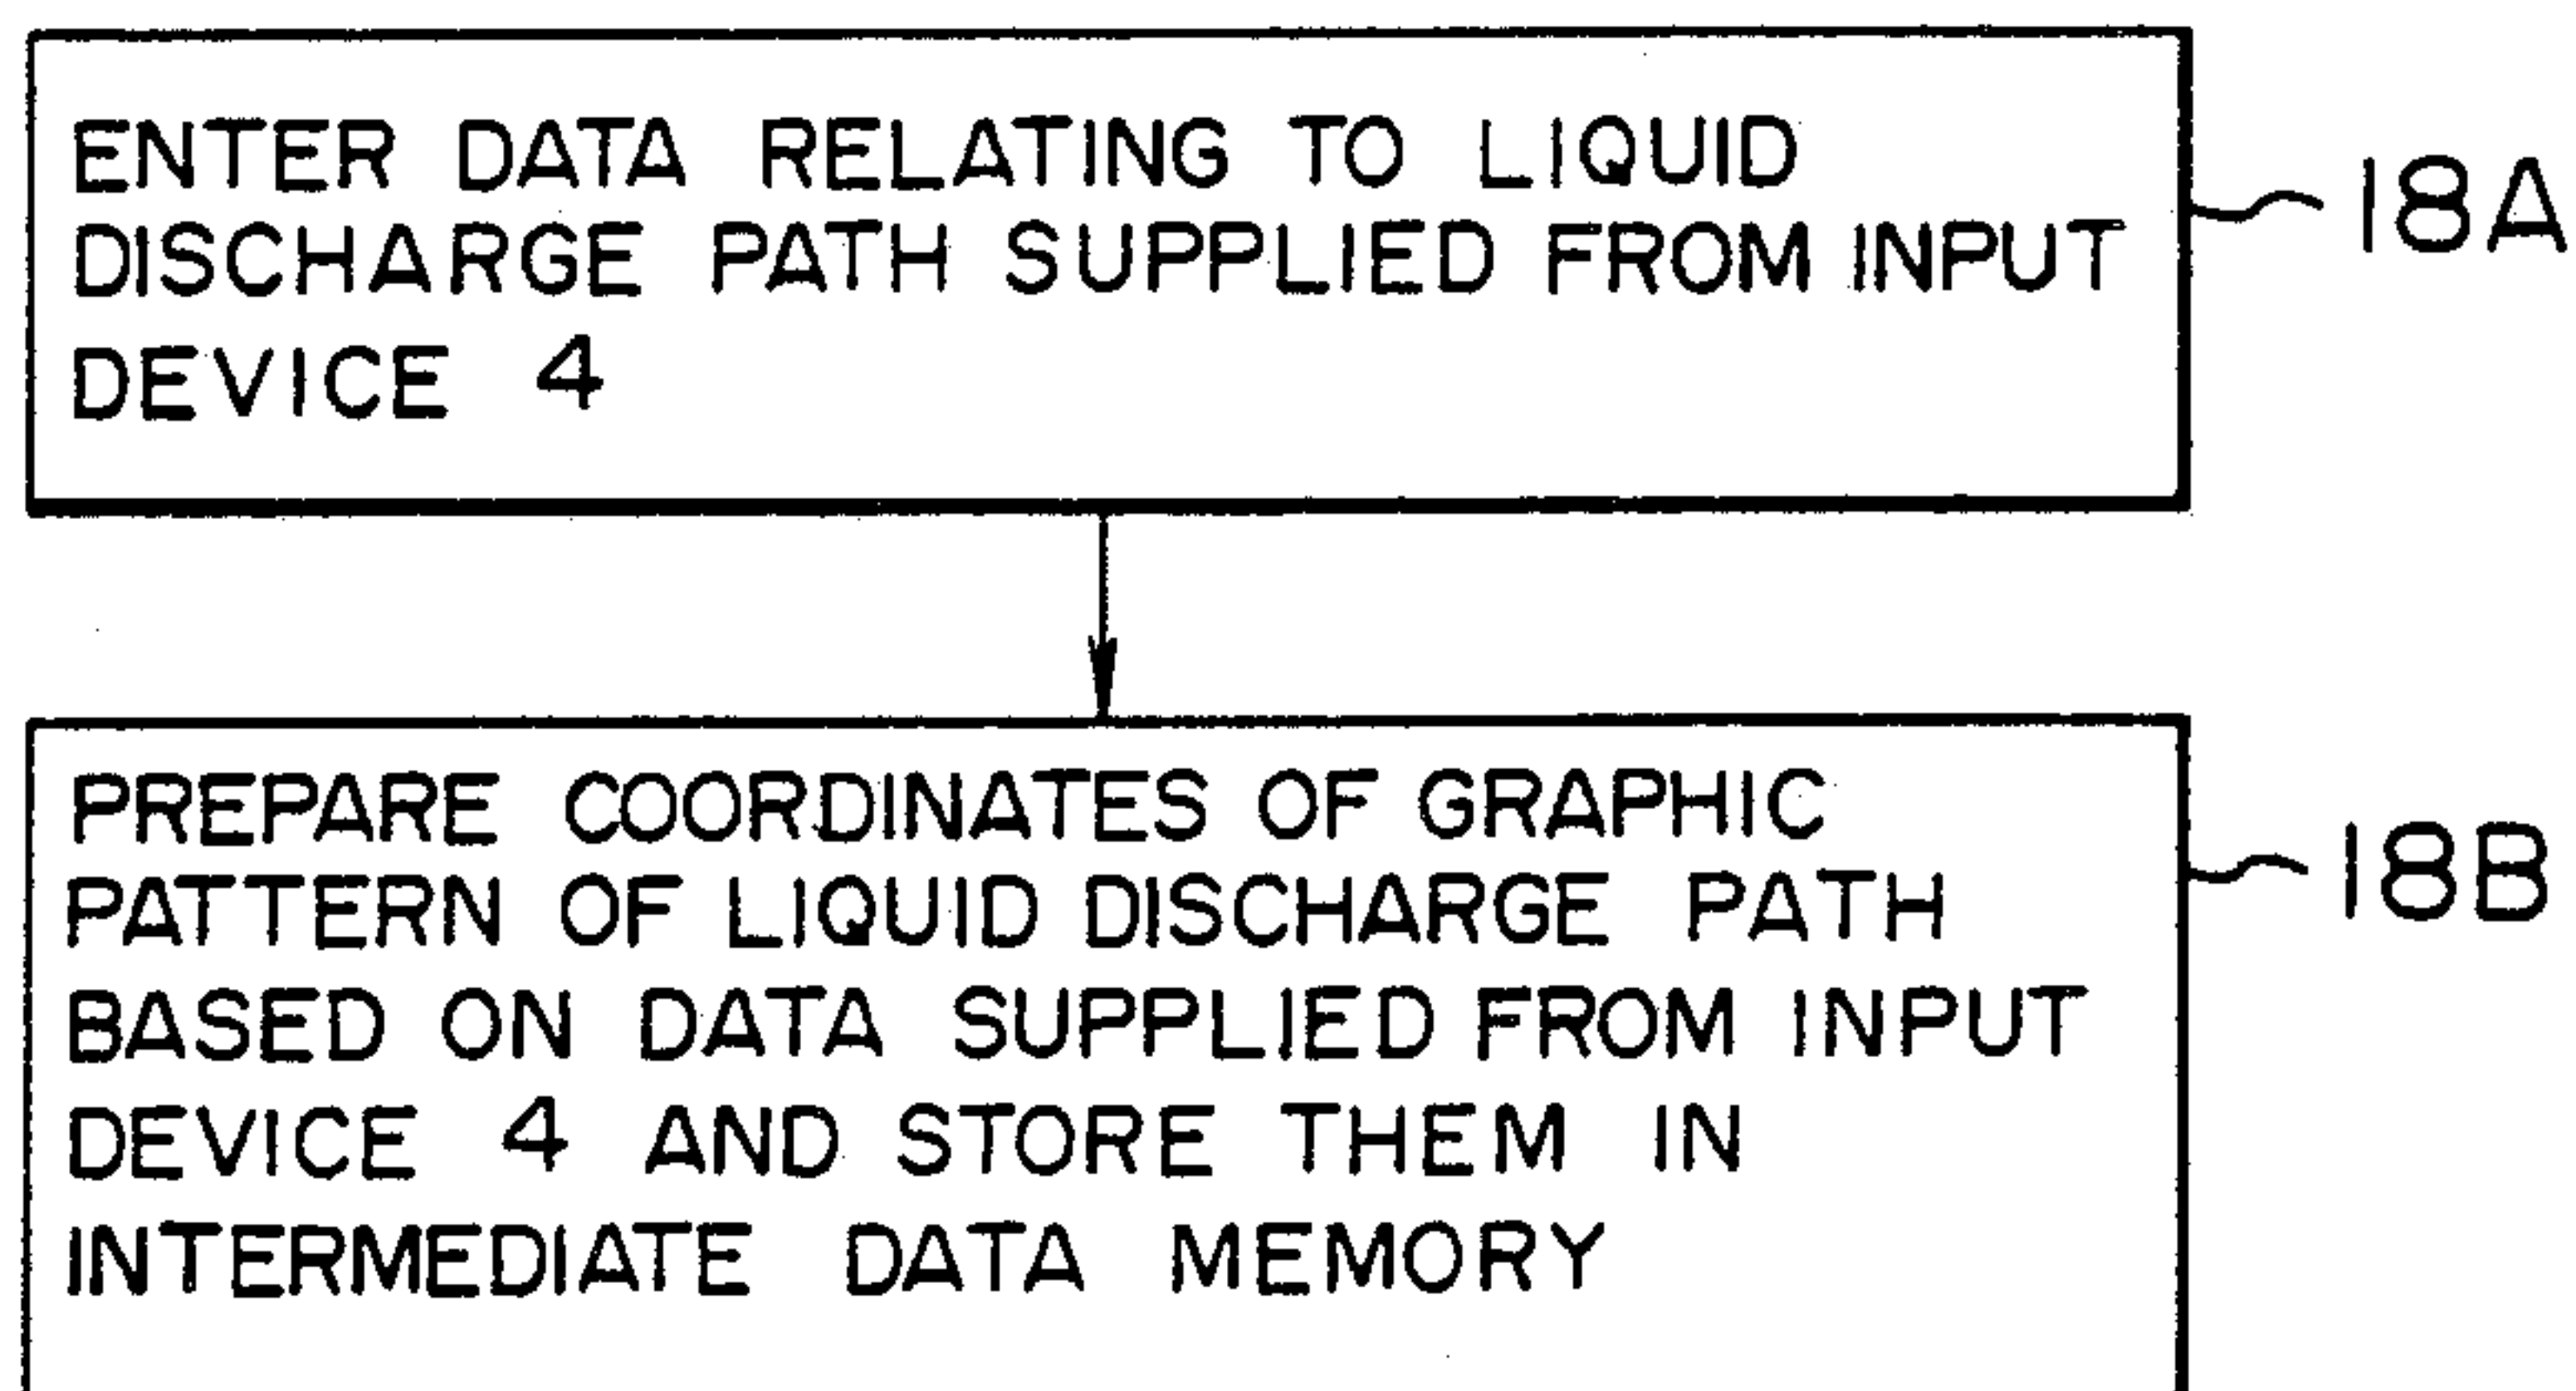 ENTER DATA RELATING TO LIQUID
DISCHARGE PATH SUPPLIED FROM INPUT
DEVICE 4
18A
PREPARE COORDINATES OF GRAPHIC
PATTERN OF LIQUID DISCHARGE PATH
BASED ON DATA SUPPLIED FROM INPUT
DEVICE 4 AND STORE THEM IN
INTERMEDIATE DATA MEMORY
18B